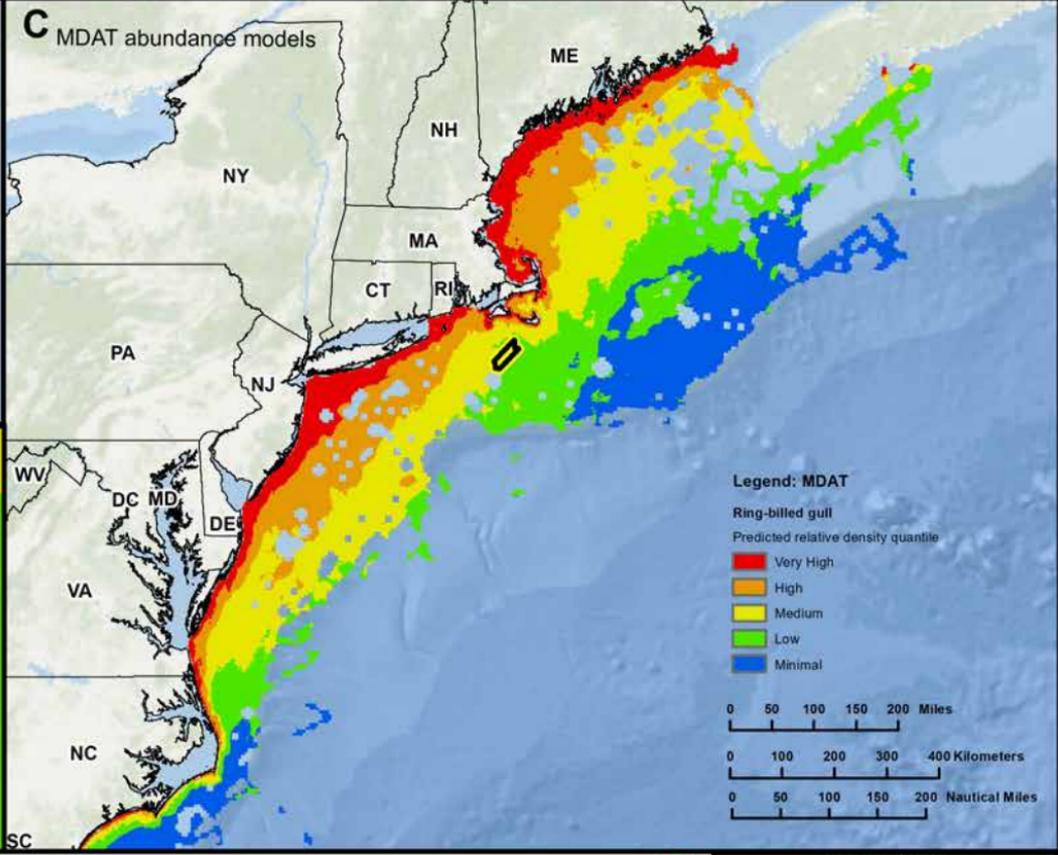 C MDAT abundance models
ME
NH
NY
MA
CT
RI
PA
NJ
WV
DC
MD
DE
VA
NC
SC
Legend: MDAT
Ring-billed gull
Predicted relative density quantile
Very High
High
Medium
Low
Minimal
0 50 100 150 200 Miles
0 100 200 300 400 Kilometers
0 50 100 150 200 Nautical Miles